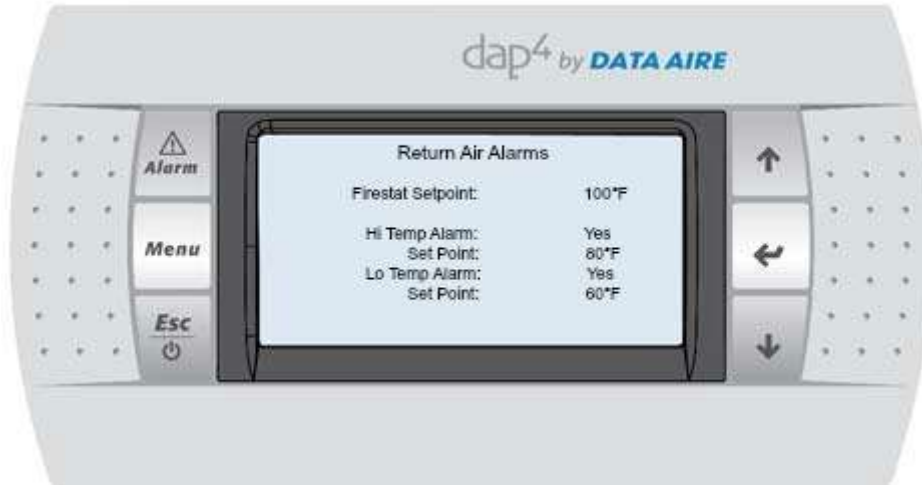 dap4 by DATA AIRE
Alarm
Menu
Esc
Return Air Alarms
Firestat Setpoint: 100°F
Hi Temp Alarm: Yes
Set Point: 80°F
Lo Temp Alarm: Yes
Set Point: 60°F